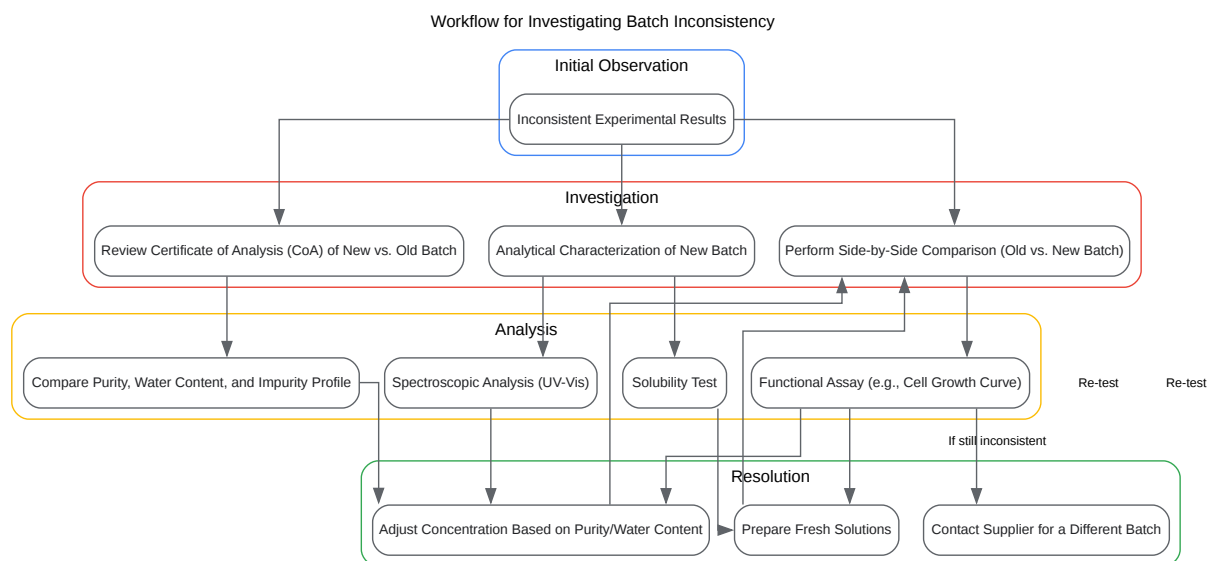 Workflow for Investigating Batch Inconsistency
Initial Observation
Inconsistent Experimental Results
Investigation
Review Certificate of Analysis (CoA) of New vs. Old Batch
Analytical Characterization of New Batch
Perform Side-by-Side Comparison (Old vs. New Batch)
Analysis
Compare Purity, Water Content, and Impurity Profile
Spectroscopic Analysis (UV-Vis)
Solubility Test
Functional Assay (e.g., Cell Growth Curve)
Re-test
Re-test
If still inconsistent
Resolution
Adjust Concentration Based on Purity/Water Content
Prepare Fresh Solutions
Contact Supplier for a Different Batch